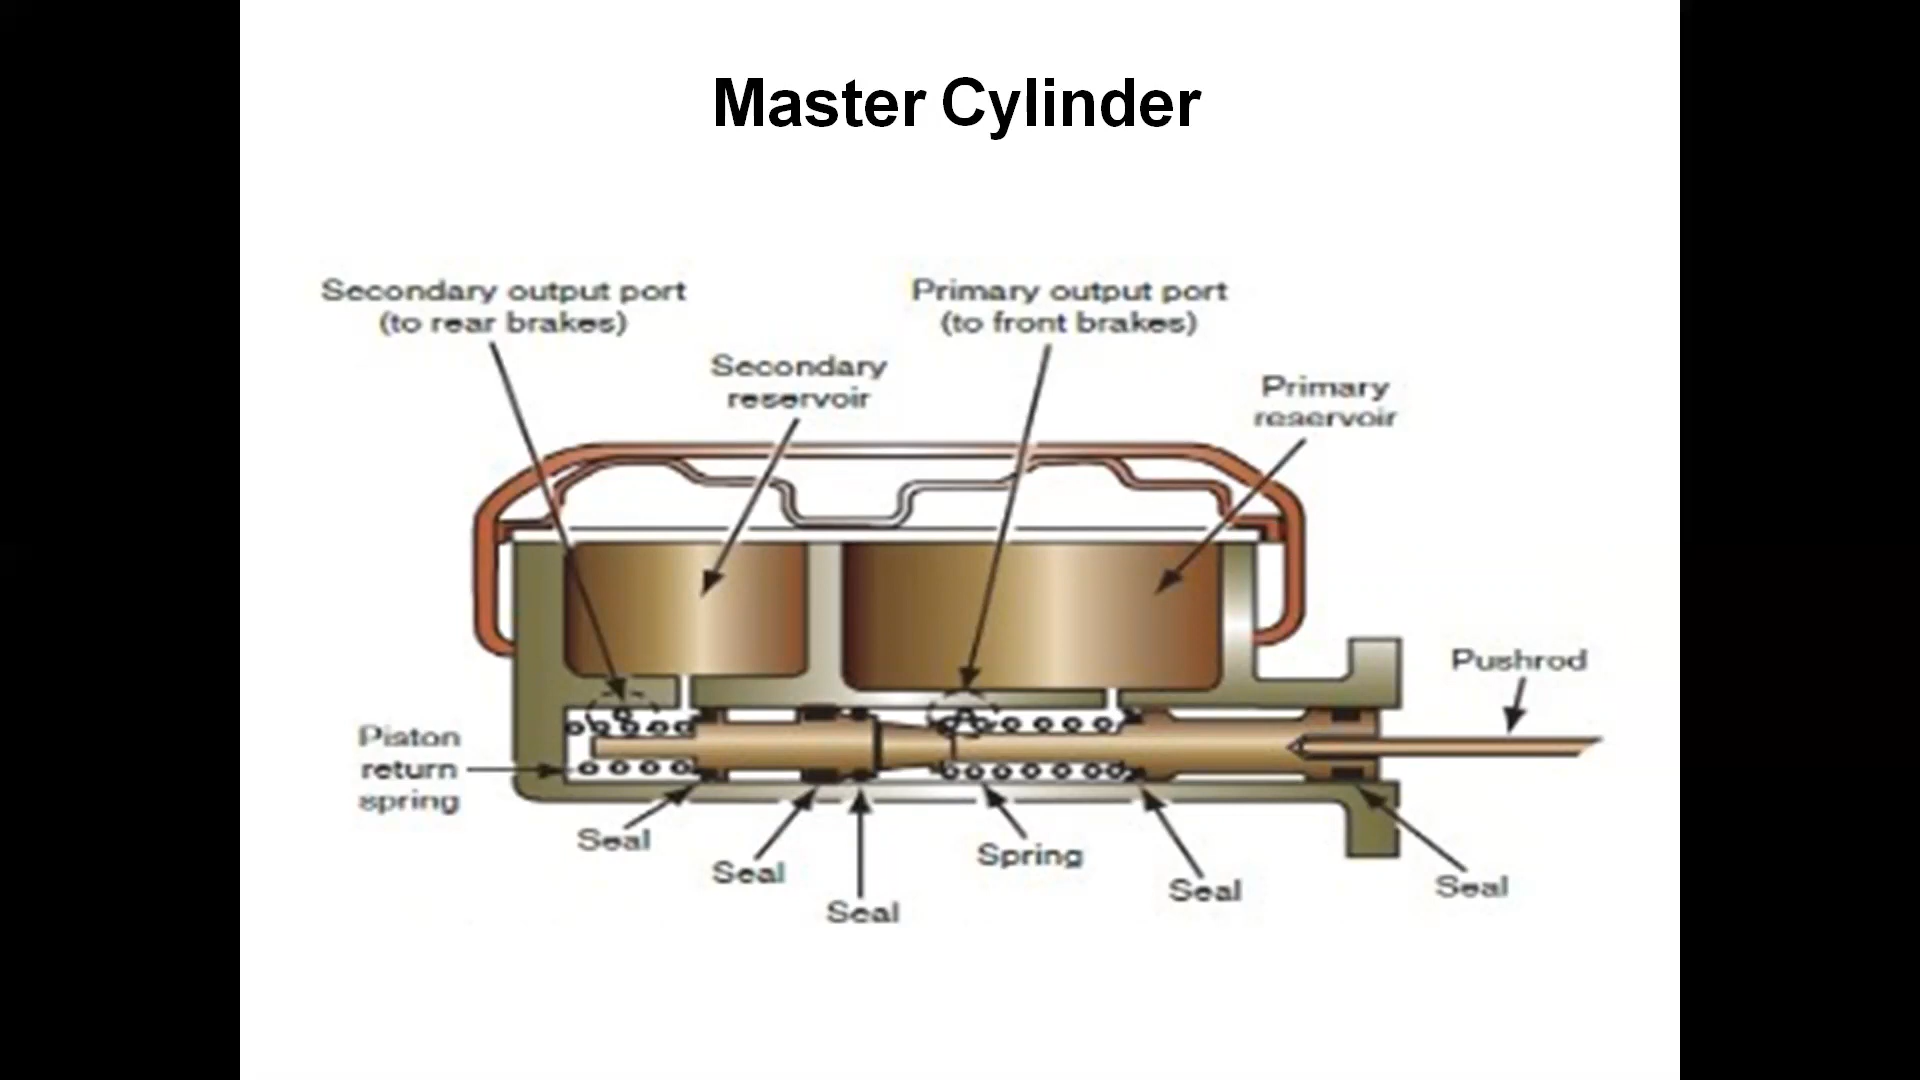 Master Cylinder
Secondary output port
(to rear brakes)
Primary output port
(to front brakes)
Secondary
reservoir
Primary
reservoir
Pushrod
Piston
return
spring
Seal
Seal
Seal
Spring
Seal
Seal